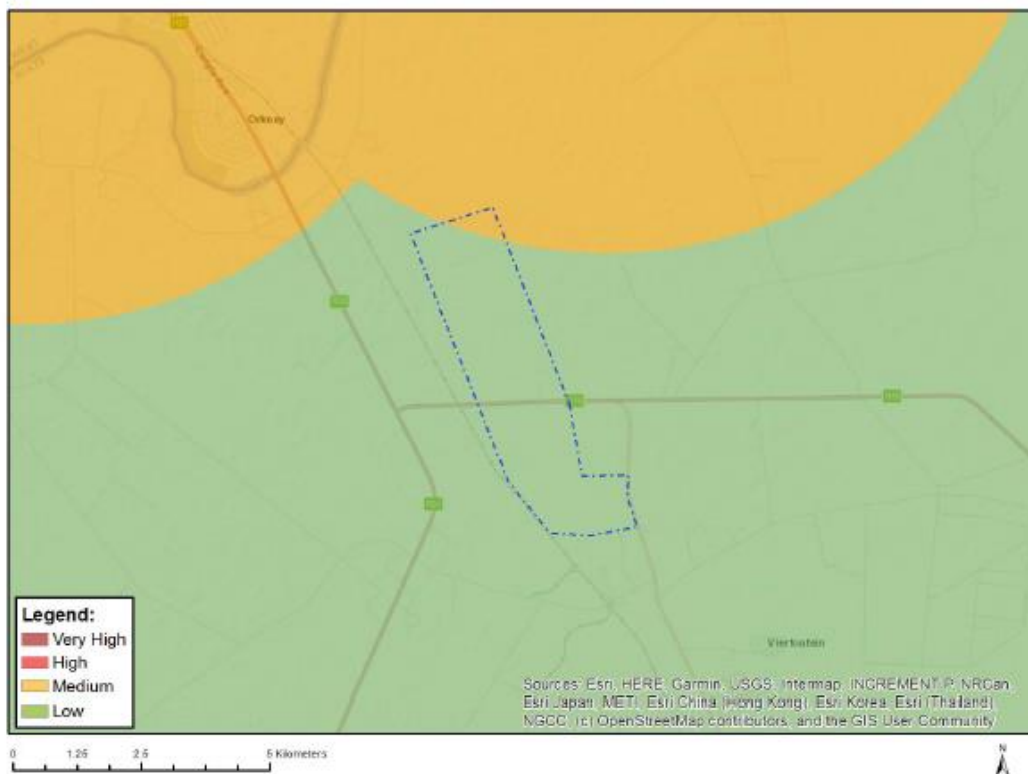 Orkney
Legend:
Very High
High
Medium
Low
Vierfontein
Sources: Esri, HERE, Garmin, USGS, Intermap, INCREMENT P, NRCan,
Esri Japan, METI, Esri China (Hong Kong), Esri Korea, Esri (Thailand),
NGCC, (c) OpenStreetMap contributors, and the GIS User Community
0 1.25 2.5 5 Kilometers
N